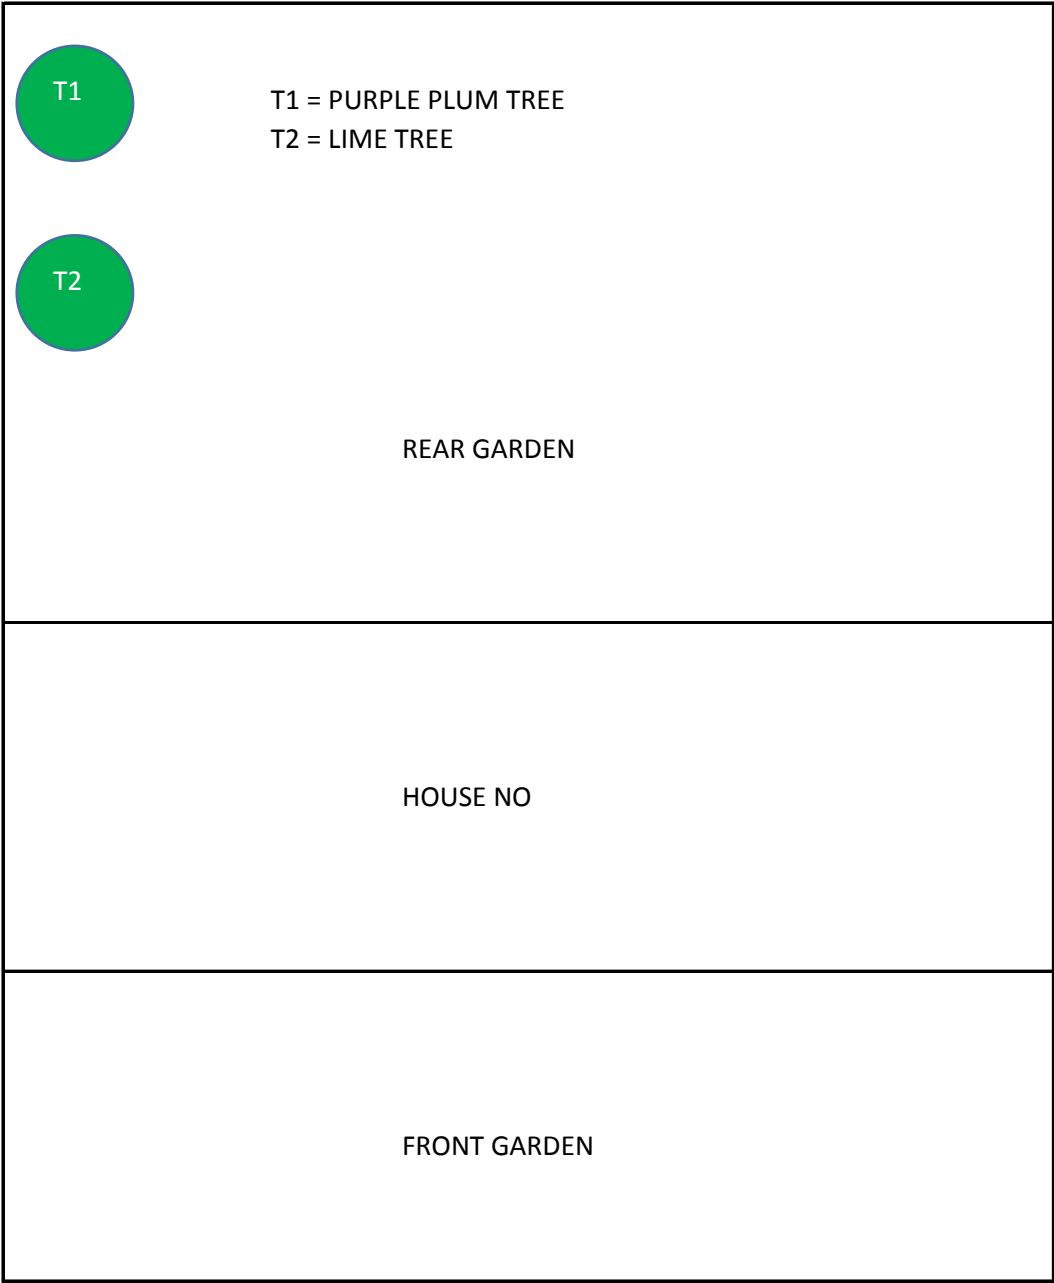 T1
T1 = PURPLE PLUM TREE
T2 = LIME TREE
T2
REAR GARDEN
HOUSE NO
FRONT GARDEN